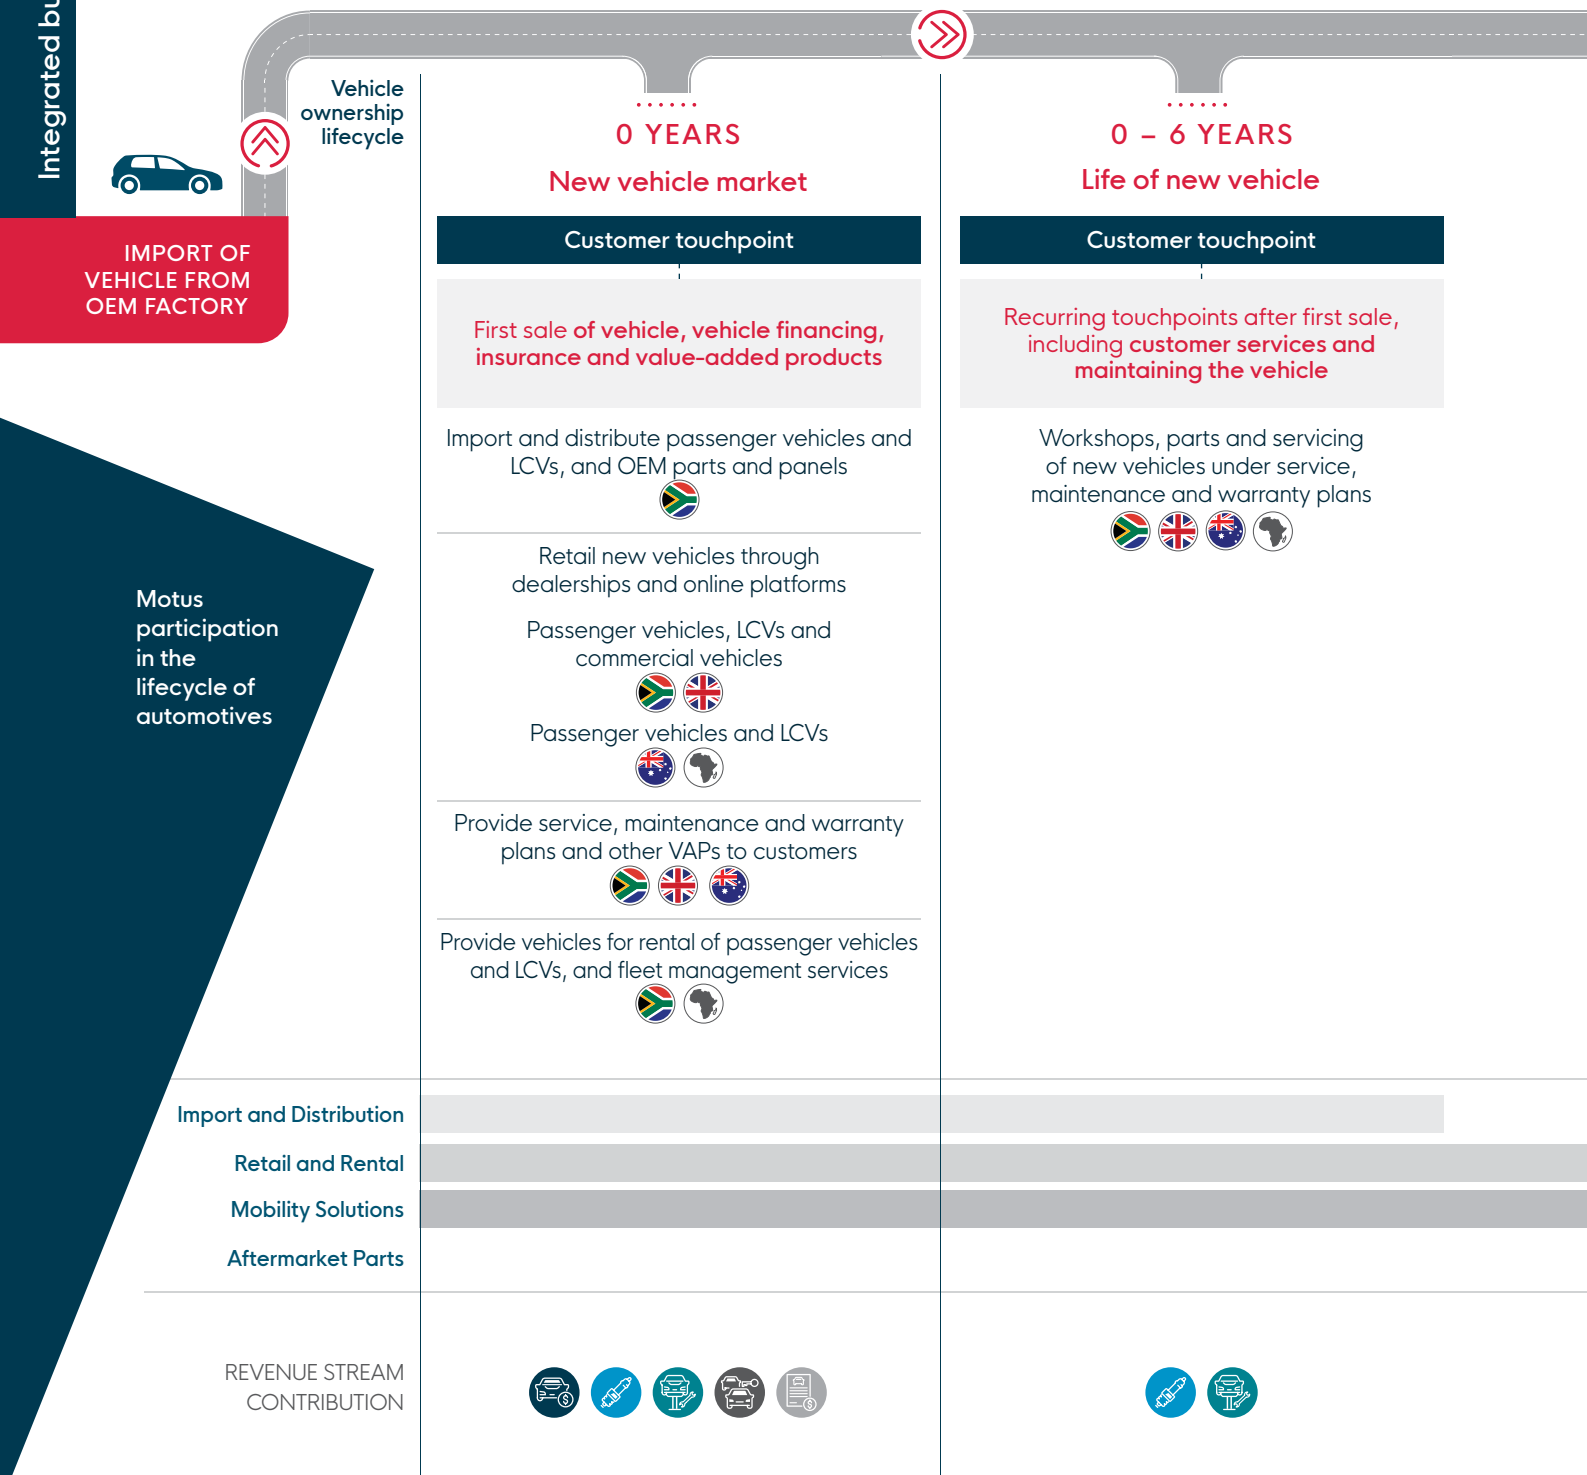 Integrated
Vehicle
ownership
lifecycle
IMPORT OF
VEHICLE FROM
OEM FACTORY
Motus
participation
in the
lifecycle of
automotives
0 YEARS
New vehicle market
Customer touchpoint
First sale of vehicle, vehicle financing,
insurance and value-added products
Import and distribute passenger vehicles and
LCVs, and OEM parts and panels
Retail new vehicles through
dealerships and online platforms
Passenger vehicles, LCVs and
commercial vehicles
Passenger vehicles and LCVs
Provide service, maintenance and warranty
plans and other VAPs to customers
Provide vehicles for rental of passenger vehicles
and LCVs, and fleet management services
0 – 6 YEARS
Life of new vehicle
Customer touchpoint
Recurring touchpoints after first sale,
including customer services and
maintaining the vehicle
Workshops, parts and servicing
of new vehicles under service,
maintenance and warranty plans
Import and Distribution
Retail and Rental
Mobility Solutions
Aftermarket Parts
REVENUE STREAM
CONTRIBUTION